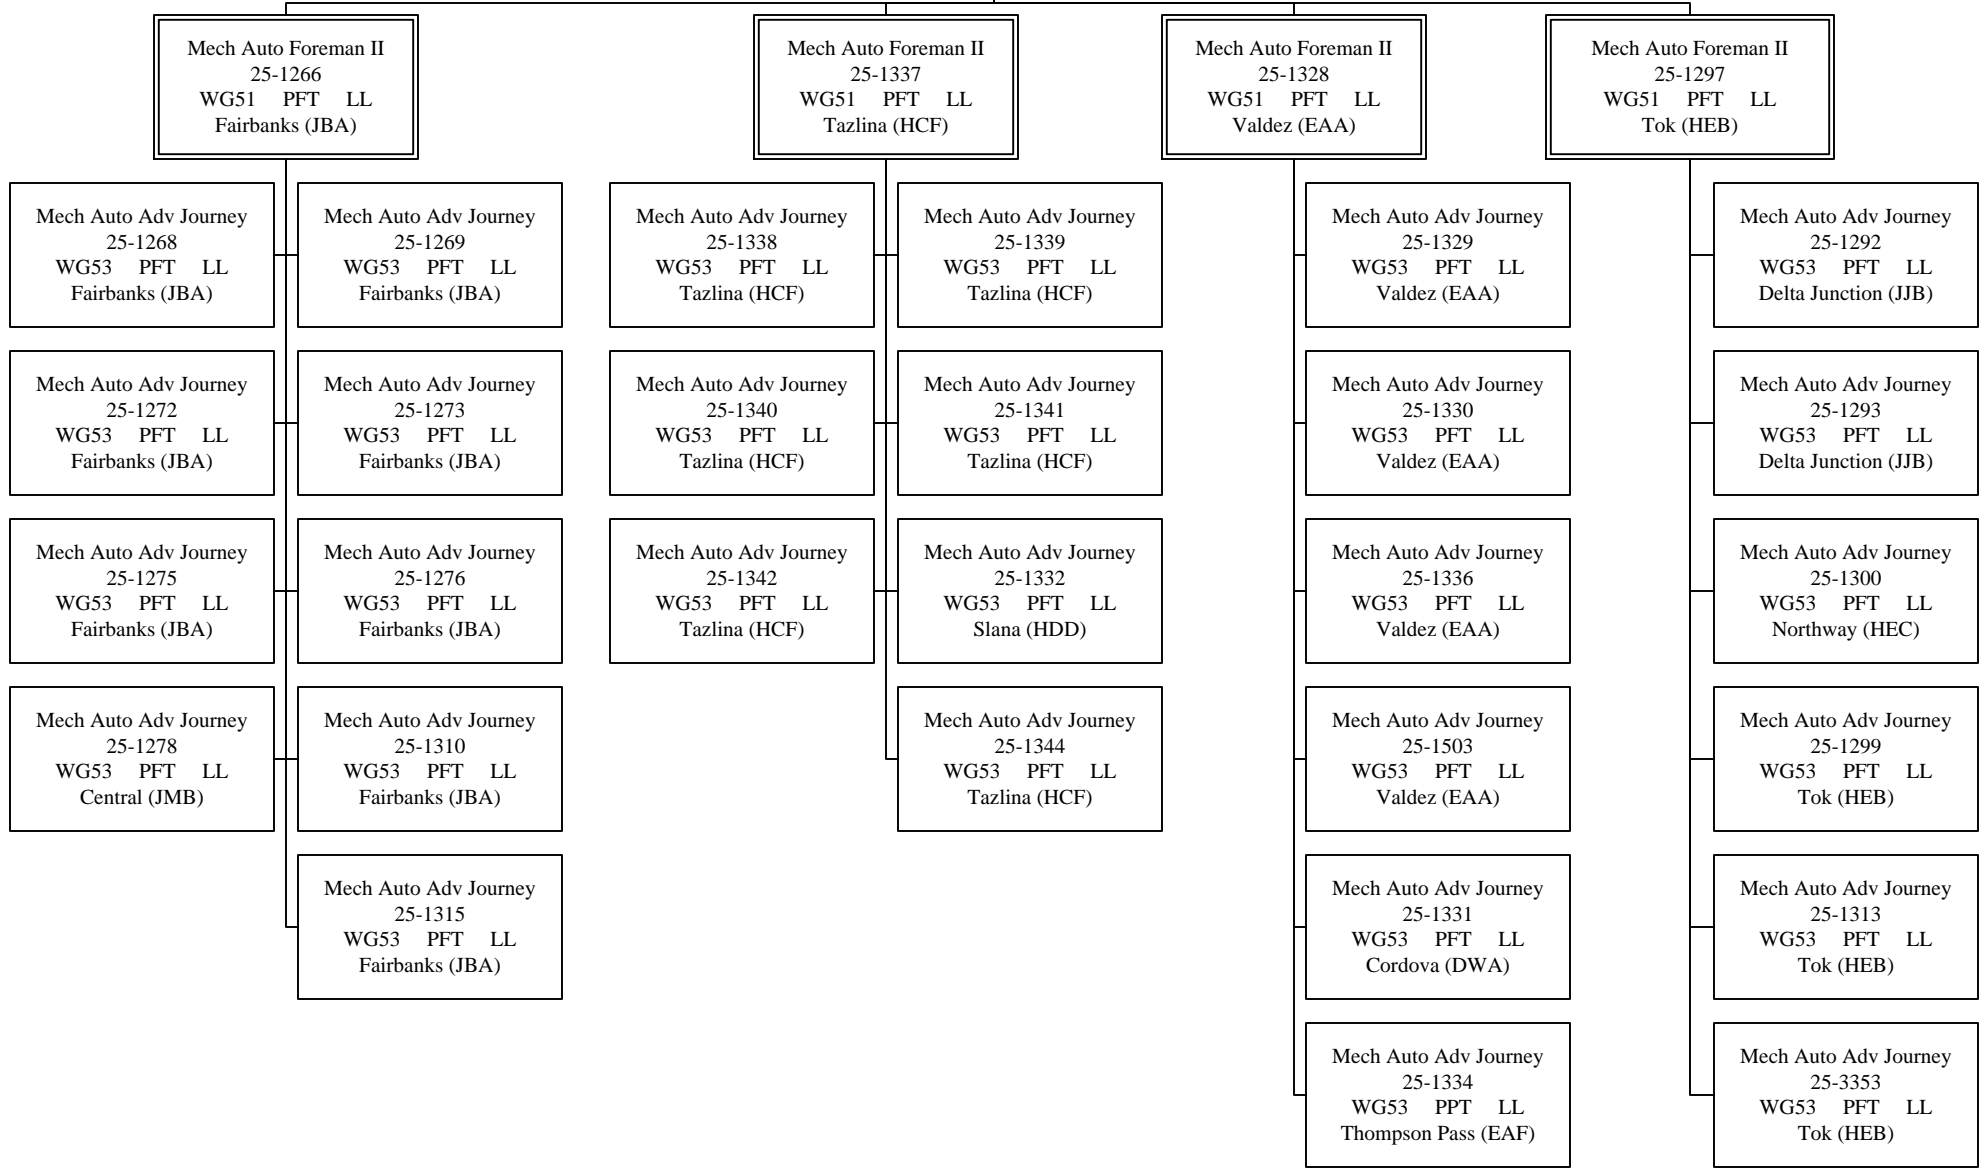 Mech Auto Foreman II
25-1266
WG51 PFT LL
Fairbanks (JBA)
Mech Auto Foreman II
25-1337
WG51 PFT LL
Tazlina (HCF)
Mech Auto Foreman II
25-1328
WG51 PFT LL
Valdez (EAA)
Mech Auto Foreman II
25-1297
WG51 PFT LL
Tok (HEB)
Mech Auto Adv Journey
25-1268
WG53 PFT LL
Fairbanks (JBA)
Mech Auto Adv Journey
25-1269
WG53 PFT LL
Fairbanks (JBA)
Mech Auto Adv Journey
25-1338
WG53 PFT LL
Tazlina (HCF)
Mech Auto Adv Journey
25-1339
WG53 PFT LL
Tazlina (HCF)
Mech Auto Adv Journey
25-1329
WG53 PFT LL
Valdez (EAA)
Mech Auto Adv Journey
25-1292
WG53 PFT LL
Delta Junction (JJB)
Mech Auto Adv Journey
25-1272
WG53 PFT LL
Fairbanks (JBA)
Mech Auto Adv Journey
25-1273
WG53 PFT LL
Fairbanks (JBA)
Mech Auto Adv Journey
25-1340
WG53 PFT LL
Tazlina (HCF)
Mech Auto Adv Journey
25-1341
WG53 PFT LL
Tazlina (HCF)
Mech Auto Adv Journey
25-1330
WG53 PFT LL
Valdez (EAA)
Mech Auto Adv Journey
25-1293
WG53 PFT LL
Delta Junction (JJB)
Mech Auto Adv Journey
25-1275
WG53 PFT LL
Fairbanks (JBA)
Mech Auto Adv Journey
25-1276
WG53 PFT LL
Fairbanks (JBA)
Mech Auto Adv Journey
25-1342
WG53 PFT LL
Tazlina (HCF)
Mech Auto Adv Journey
25-1332
WG53 PFT LL
Slana (HDD)
Mech Auto Adv Journey
25-1336
WG53 PFT LL
Valdez (EAA)
Mech Auto Adv Journey
25-1300
WG53 PFT LL
Northway (HEC)
Mech Auto Adv Journey
25-1278
WG53 PFT LL
Central (JMB)
Mech Auto Adv Journey
25-1310
WG53 PFT LL
Fairbanks (JBA)
Mech Auto Adv Journey
25-1344
WG53 PFT LL
Tazlina (HCF)
Mech Auto Adv Journey
25-1503
WG53 PFT LL
Valdez (EAA)
Mech Auto Adv Journey
25-1299
WG53 PFT LL
Tok (HEB)
Mech Auto Adv Journey
25-1315
WG53 PFT LL
Fairbanks (JBA)
Mech Auto Adv Journey
25-1331
WG53 PFT LL
Cordova (DWA)
Mech Auto Adv Journey
25-1313
WG53 PFT LL
Tok (HEB)
Mech Auto Adv Journey
25-1334
WG53 PPT LL
Thompson Pass (EAF)
Mech Auto Adv Journey
25-3353
WG53 PFT LL
Tok (HEB)